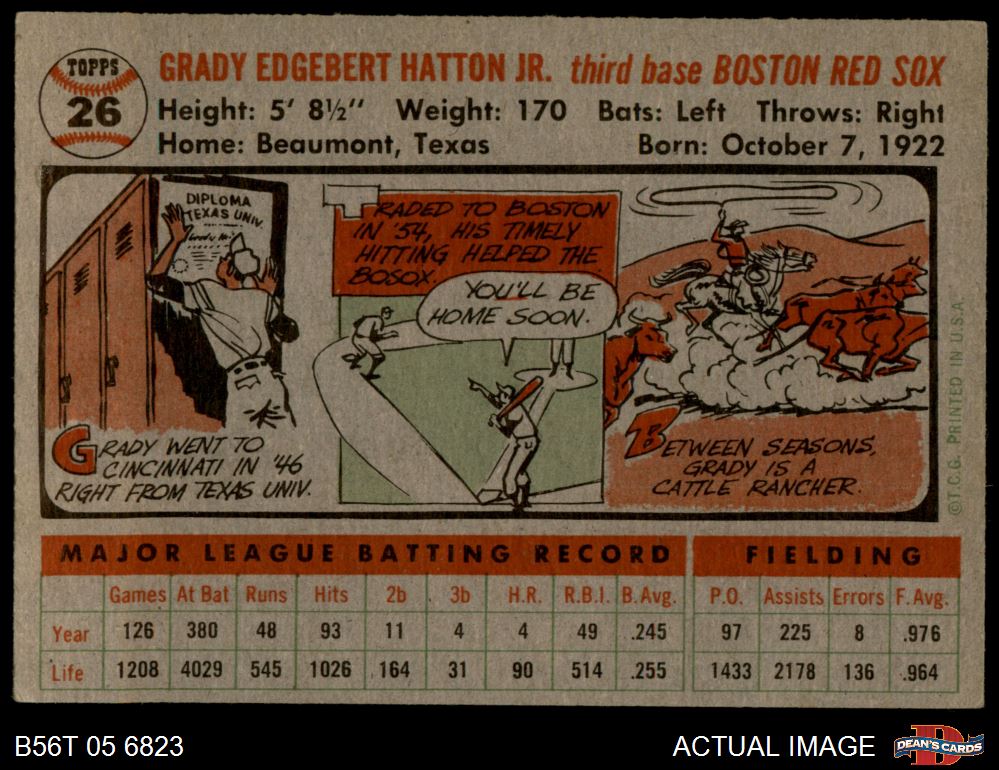 TOPPS
26
GRADY EDGEBERT HATTON JR. third base BOSTON RED SOX
Height: 5' 8½" Weight: 170 Bats: Left Throws: Right
Home: Beaumont, Texas Born: October 7, 1922
DIPLOMA
TEXAS UNIV.
GRADY WENT TO
CINCINNATI IN '46
RIGHT FROM TEXAS UNIV.
TRADED TO BOSTON
IN '54, HIS TIMELY
HITTING HELPED THE
BOSOX.
YOU'LL BE
HOME SOON.
BETWEEN SEASONS,
GRADY IS A
CATTLE RANCHER.
©T.C.G. PRINTED IN U.S.A
MAJOR LEAGUE BATTING RECORD FIELDING
Games At Bat Runs Hits 2b 3b H.R. R.B.I. B. Avg. P.O. Assists Errors F. Avg.
Year 126 380 48 93 11 4 4 49 .245 97 225 8 .976
Life 1208 4029 545 1026 164 31 90 514 .255 1433 2178 136 .964
B56T 05 6823
ACTUAL IMAGE
D
DEAN'S CARDS